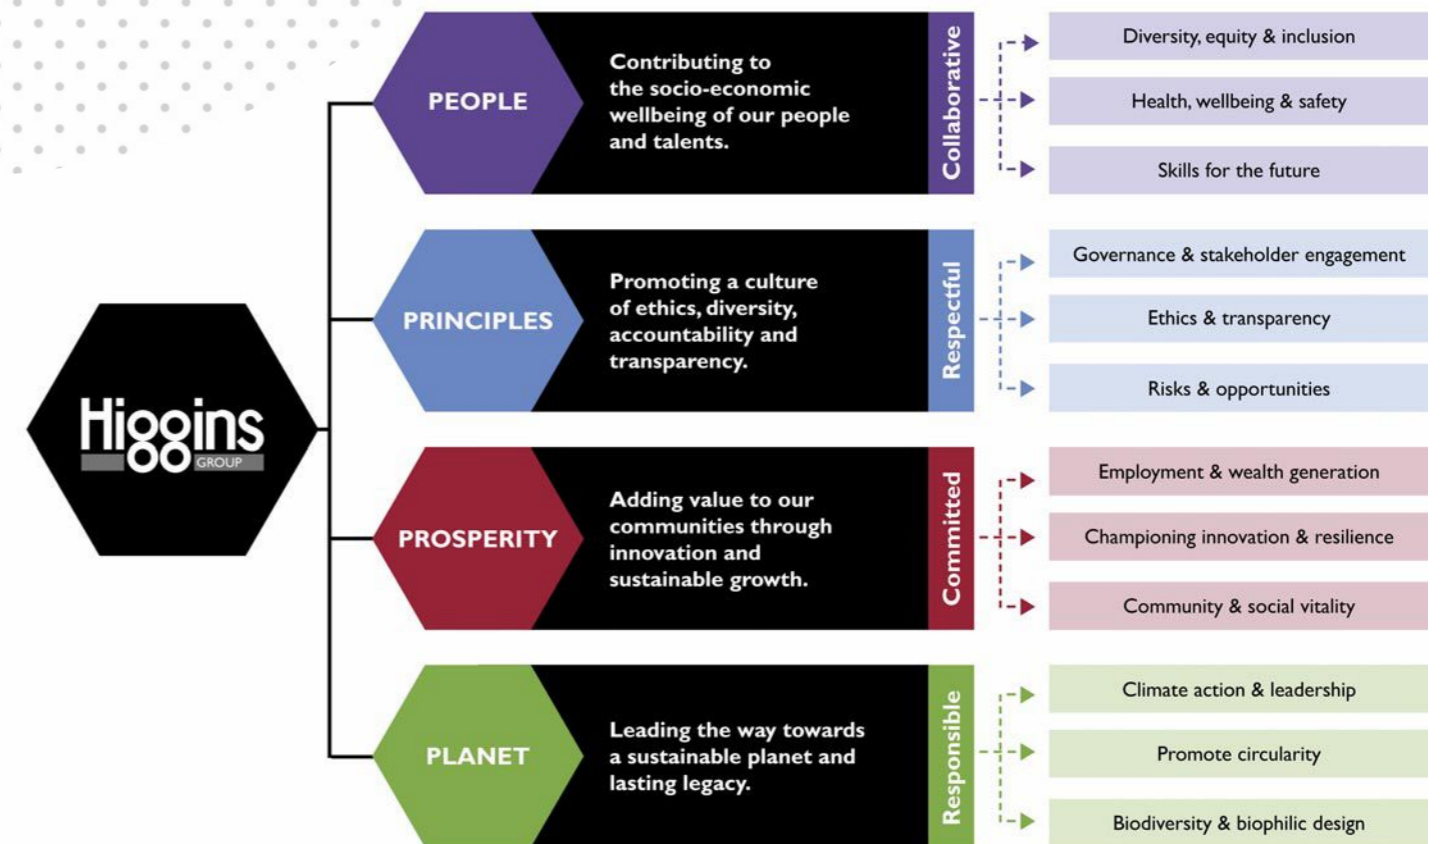 Higgins
GROUP
PEOPLE
Contributing to
the socio-economic
wellbeing of our people
and talents.
Collaborative
Diversity, equity & inclusion
Health, wellbeing & safety
Skills for the future
PRINCIPLES
Promoting a culture
of ethics, diversity,
accountability and
transparency.
Respectful
Governance & stakeholder engagement
Ethics & transparency
Risks & opportunities
PROSPERITY
Adding value to our
communities through
innovation and
sustainable growth.
Committed
Employment & wealth generation
Championing innovation & resilience
Community & social vitality
PLANET
Leading the way towards
a sustainable planet and
lasting legacy.
Responsible
Climate action & leadership
Promote circularity
Biodiversity & biophilic design